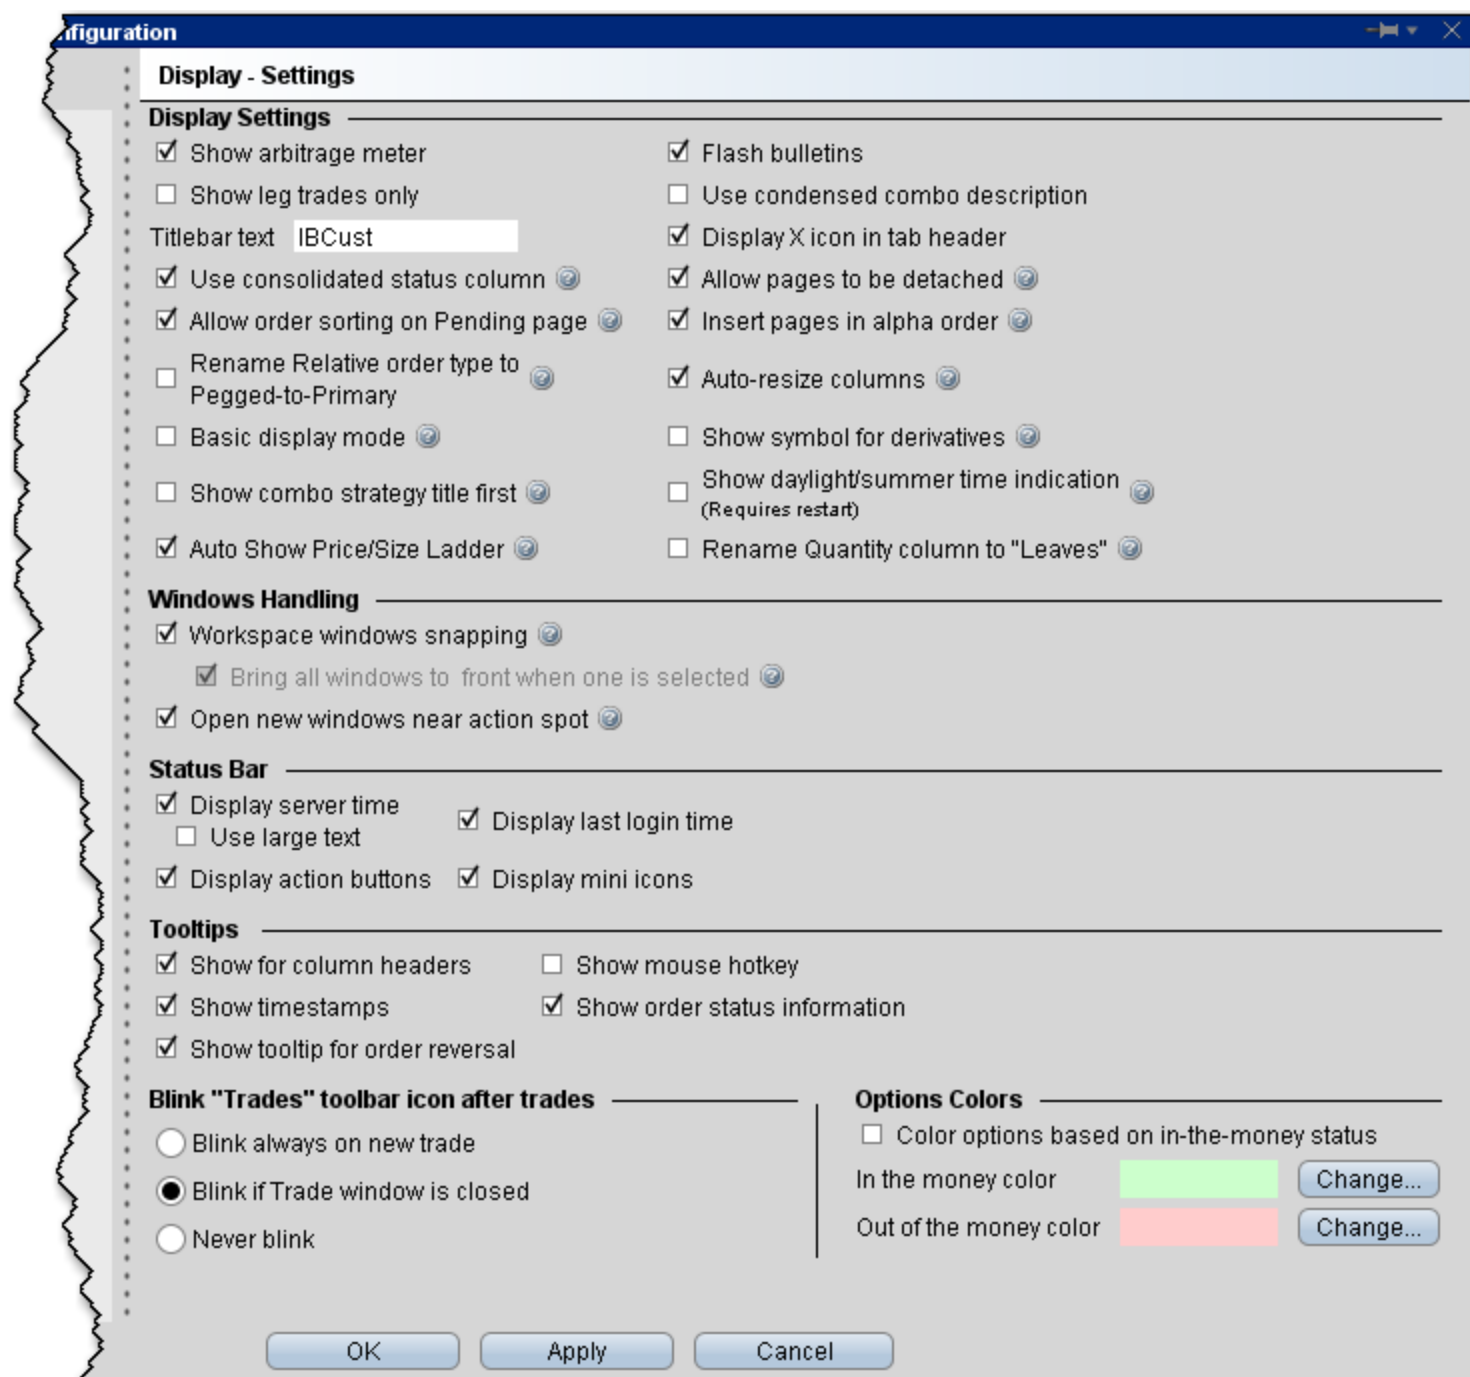 nfiguration
Display - Settings
Display Settings
Show arbitrage meter
Flash bulletins
Show leg trades only
Use condensed combo description
Titlebar text IBCust
Display X icon in tab header
Use consolidated status column
Allow pages to be detached
Allow order sorting on Pending page
Insert pages in alpha order
Rename Relative order type to
Pegged-to-Primary
Auto-resize columns
Basic display mode
Show symbol for derivatives
Show combo strategy title first
Show daylight/summer time indication
(Requires restart)
Auto Show Price/Size Ladder
Rename Quantity column to "Leaves"
Windows Handling
Workspace windows snapping
Bring all windows to front when one is selected
Open new windows near action spot
Status Bar
Display server time
Use large text
Display last login time
Display action buttons
Display mini icons
Tooltips
Show for column headers
Show mouse hotkey
Show timestamps
Show order status information
Show tooltip for order reversal
Blink "Trades" toolbar icon after trades
Blink always on new trade
Blink if Trade window is closed
Never blink
Options Colors
Color options based on in-the-money status
In the money color
Change...
Out of the money color
Change...
OK
Apply
Cancel